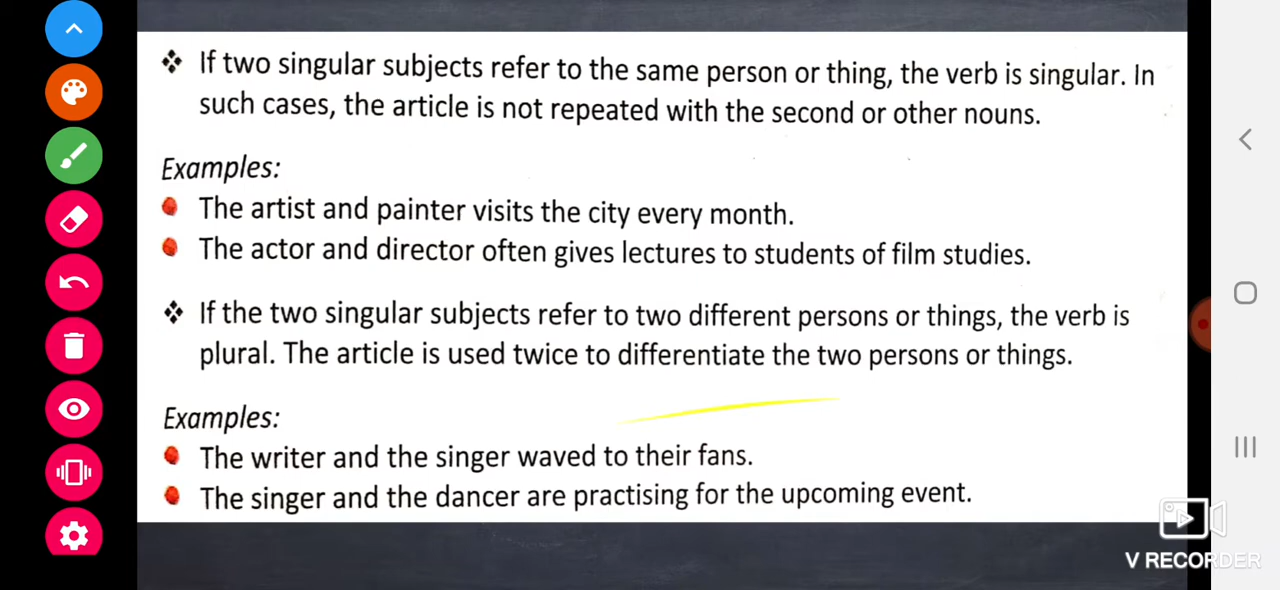 ❖ If two singular subjects refer to the same person or thing, the verb is singular. In
such cases, the article is not repeated with the second or other nouns.
Examples:
The artist and painter visits the city every month.
The actor and director often gives lectures to students of film studies.
❖ If the two singular subjects refer to two different persons or things, the verb is
plural. The article is used twice to differentiate the two persons or things.
Examples:
The writer and the singer waved to their fans.
The singer and the dancer are practising for the upcoming event.
V RECORDER